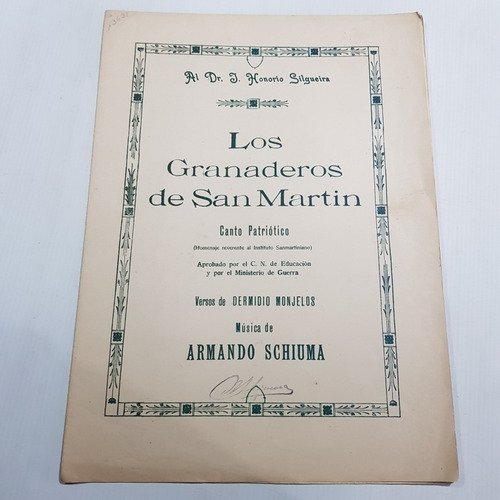 Al Dr. J. Honorio Silgueira
Los
Granaderos
de San Martin
Canto Patriótico
(Homenaje reverente al Instituto Sanmartiniano)
Aprobado por el C. N. de Educación
y por el Ministerio de Guerra
Versos de DERMIDIO MONJELOS
Música de
ARMANDO SCHIUMA